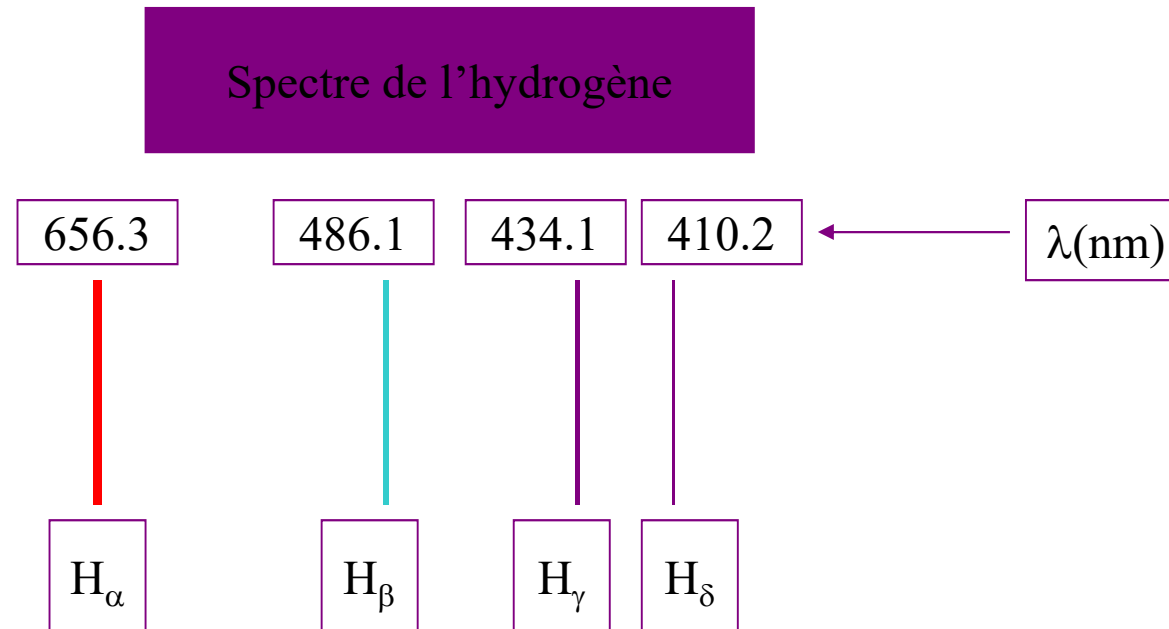 Spectre de l’hydrogène
656.3 486.1 434.1 410.2 λ(nm)
Hα Hβ Hγ Hδ